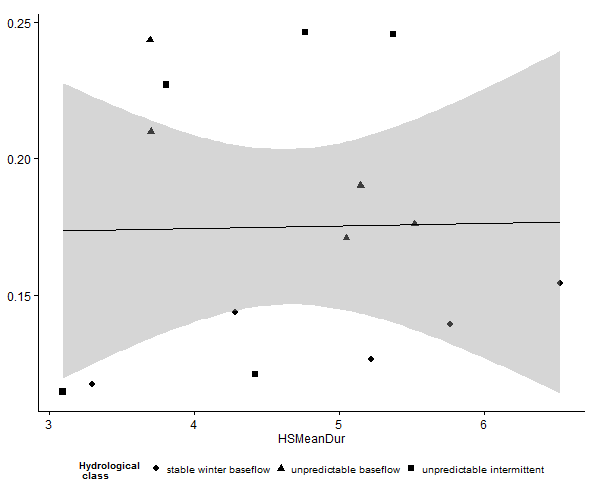 0.25
0.20
0.15
3 4 5 6
HSMeanDur
Hydrological
class
stable winter baseflow unpredictable baseflow unpredictable intermittent